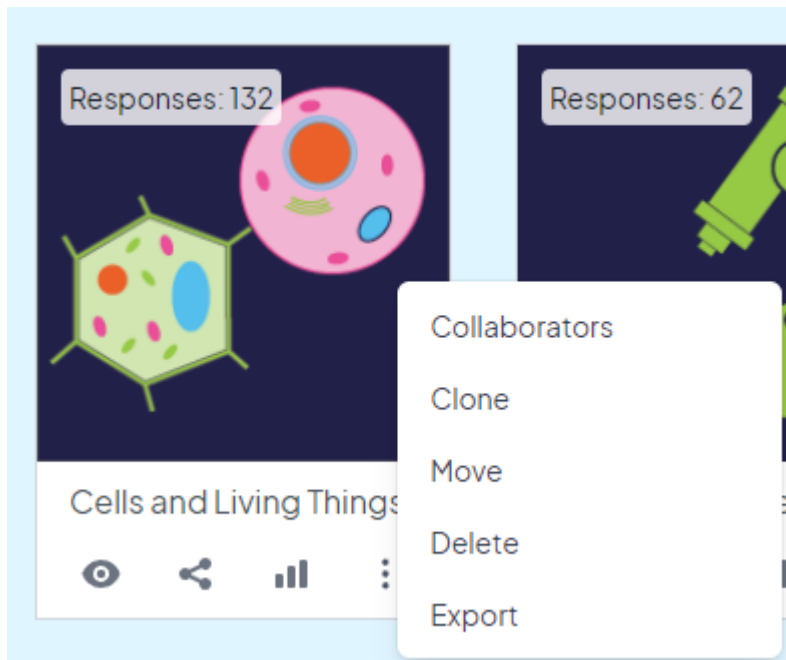 Responses: 132
Responses: 62
Collaborators
Clone
Move
Cells and Living Things
Delete
Export